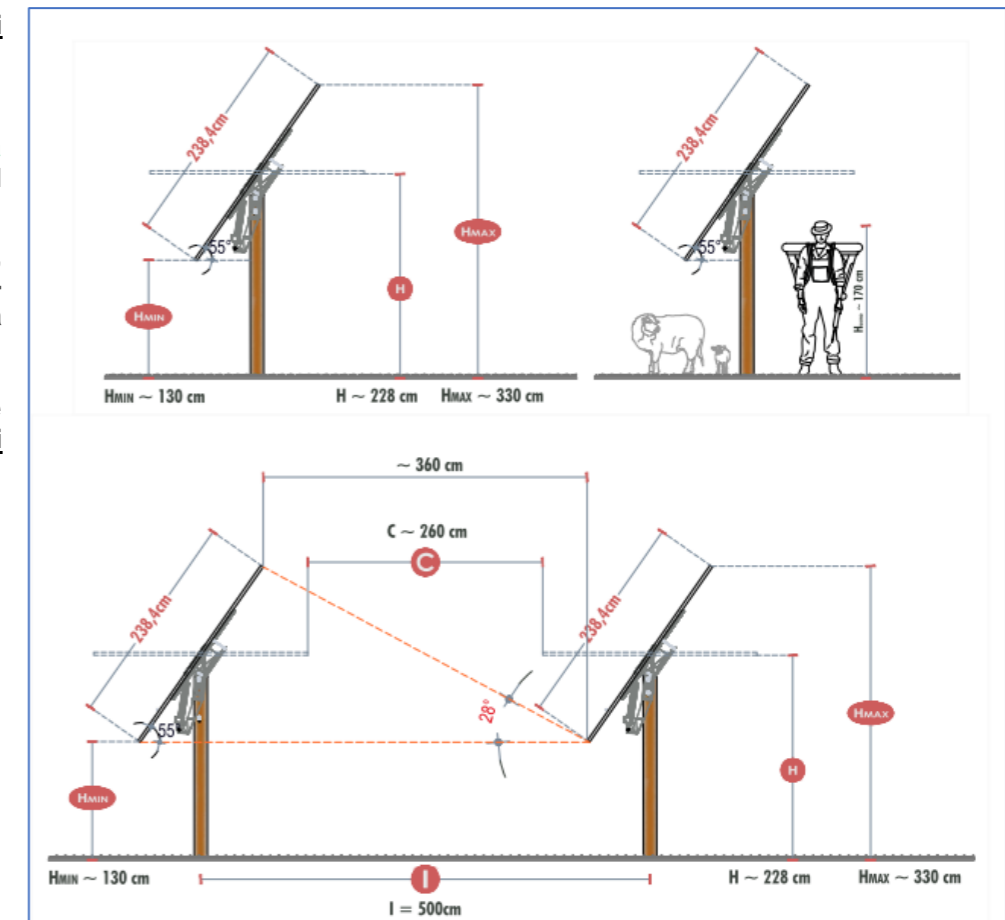 238,4cm
55°
HMAX
H
HMIN
HMIN ~ 130 cm
H ~ 228 cm
HMAX ~ 330 cm
238,4cm
55°
~ 170 cm
~ 360 cm
C ~ 260 cm
C
238,4cm
238,4cm
28°
55°
HMAX
H
HMIN
HMIN ~ 130 cm
I
H ~ 228 cm
HMAX ~ 330 cm
I = 500cm